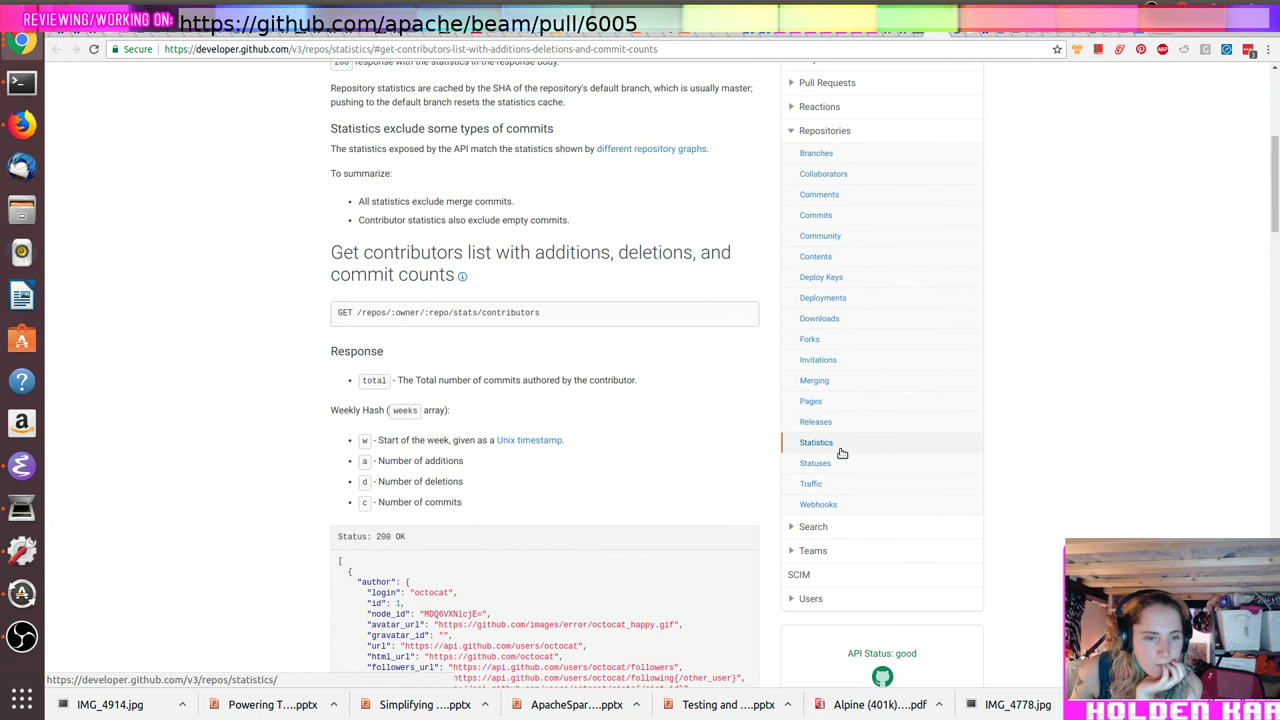 REVIEWING/WORKING ON: https://github.com/apache/beam/pull/6005
Secure https://developer.github.com/v3/repos/statistics/#get-contributors-list-with-additions-deletions-and-commit-counts
200 response with the statistics in the response body.
Repository statistics are cached by the SHA of the repository's default branch, which is usually master;
pushing to the default branch resets the statistics cache.
Statistics exclude some types of commits
The statistics exposed by the API match the statistics shown by different repository graphs.
To summarize:
• All statistics exclude merge commits.
• Contributor statistics also exclude empty commits.
Get contributors list with additions, deletions, and
commit counts
GET /repos/:owner/:repo/stats/contributors
Response
• total - The Total number of commits authored by the contributor.
Weekly Hash ( weeks array):
• w - Start of the week, given as a Unix timestamp.
• a - Number of additions
• d - Number of deletions
• c - Number of commits
Status: 200 OK
[
{
"author": {
"login": "octocat",
"id": 1,
"node_id": "MDQ6VXNlcjE=",
"avatar_url": "https://github.com/images/error/octocat_happy.gif",
"gravatar_id": "",
"url": "https://api.github.com/users/octocat",
"html_url": "https://github.com/octocat",
"followers_url": "https://api.github.com/users/octocat/followers",
"https://api.github.com/users/octocat/following{/other_user}",
Pull Requests
Reactions
Repositories
Branches
Collaborators
Comments
Commits
Community
Contents
Deploy Keys
Deployments
Downloads
Forks
Invitations
Merging
Pages
Releases
Statistics
Statuses
Traffic
Webhooks
Search
Teams
SCIM
Users
API Status: good
https://developer.github.com/v3/repos/statistics/
IMG_4914.jpg
Powering T....pptx
Simplifying ....pptx
ApacheSpar....pptx
Testing and ....pptx
Alpine (401k)....pdf
IMG_4778.jpg
HOLDEN KAR